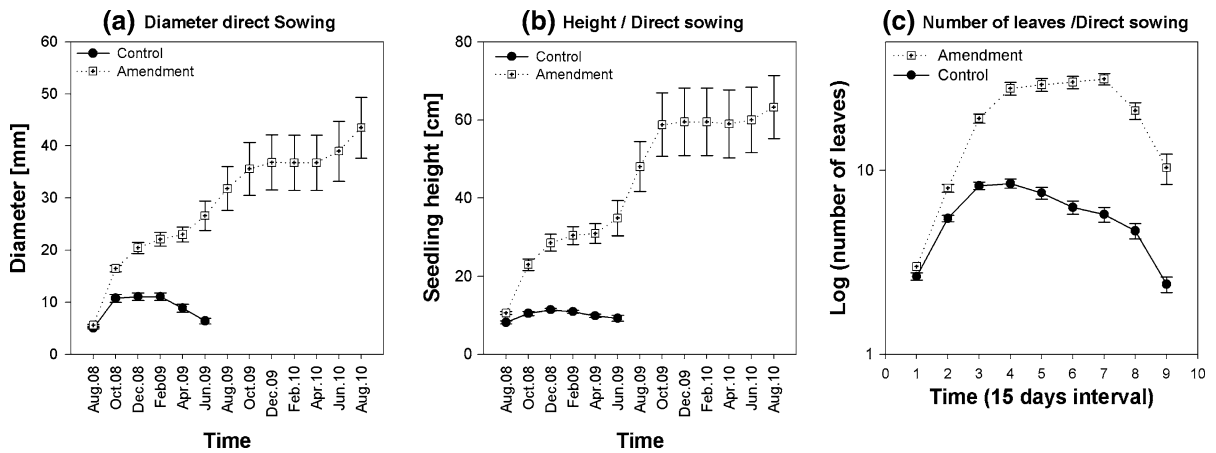 (a) Diameter direct Sowing
60
50
40
30
20
10
0
Diameter [mm]
Control
Amendment
Aug.08
Oct.08
Dec.08
Feb09
Apr.09
Jun.09
Aug.09
Oct.09
Dec.09
Feb.10
Apr.10
Jun.10
Aug.10
Time
(b) Height / Direct sowing
80
60
40
20
0
Seedling height [cm]
Control
Amendment
Aug.08
Oct.08
Dec.08
Feb09
Apr.09
Jun.09
Aug.09
Oct.09
Dec.09
Feb.10
Apr.10
Jun.10
Aug.10
Time
(c) Number of leaves /Direct sowing
Amendment
Control
10
1
Log (number of leaves)
0 1 2 3 4 5 6 7 8 9 10
Time (15 days interval)